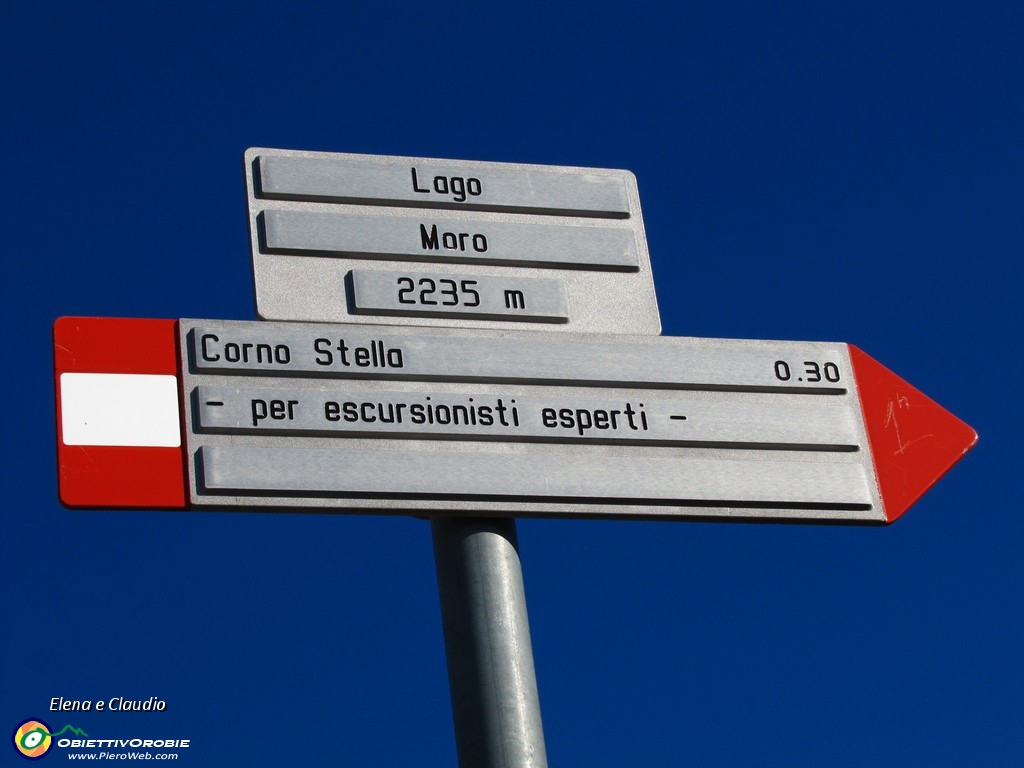 Lago
Moro
2235 m
Corno Stella 0.30
- per escursionisti esperti -
Elena e Claudio
OBIETTIVOROBIE
www.PieroWeb.com